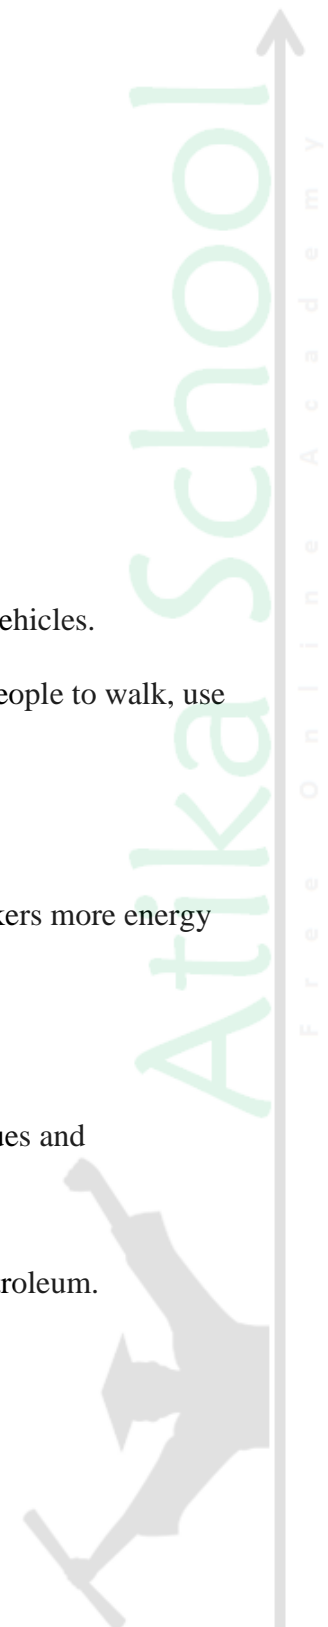 ehicles.
eople to walk, use
kers more energy
ues and
roleum.
Atika School
Free Online Academy